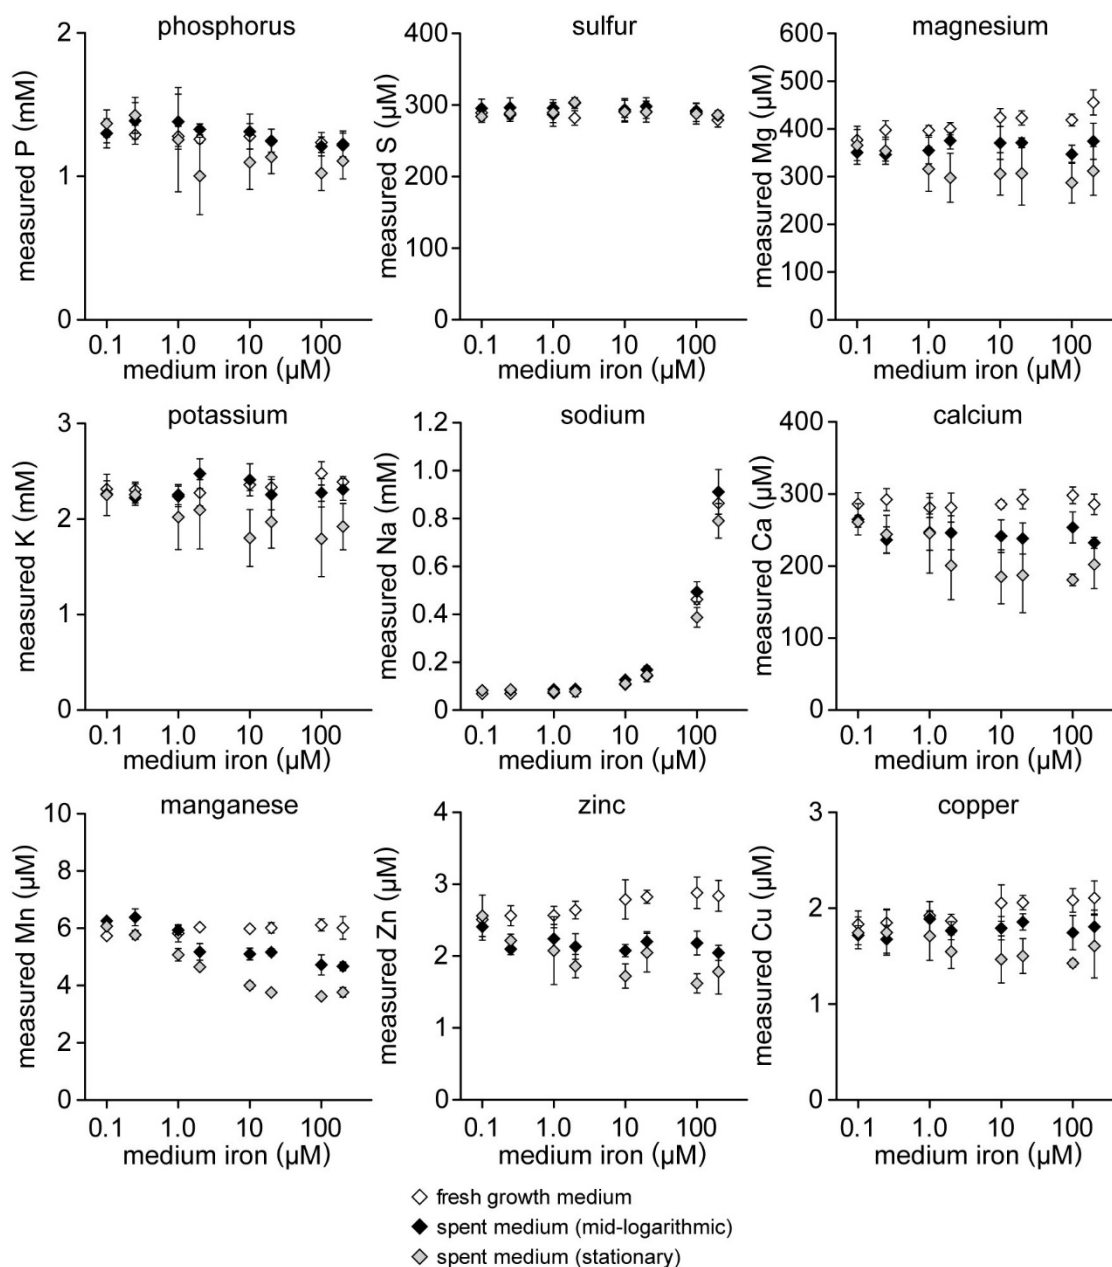 phosphorus
measured P (mM)
2
1
0
0.1 1.0 10 100
medium iron (µM)
sulfur
measured S (µM)
400
300
200
100
0
0.1 1.0 10 100
medium iron (µM)
magnesium
measured Mg (µM)
600
500
400
300
300
100
0
0.1 1.0 10 100
medium iron (µM)
potassium
measured K (mM)
3
2
1
0
0.1 1.0 10 100
medium iron (µM)
sodium
measured Na (mM)
1.2
1.0
0.8
0.6
0.4
0.2
0
0.1 1.0 10 100
medium iron (µM)
calcium
measured Ca (µM)
400
300
200
100
0
0.1 1.0 10 100
medium iron (µM)
manganese
measured Mn (µM)
10
8
6
4
2
0
0.1 1.0 10 100
medium iron (µM)
zinc
measured Zn (µM)
4
3
2
1
0
0.1 1.0 10 100
medium iron (µM)
copper
measured Cu (µM)
3
2
1
0
0.1 1.0 10 100
medium iron (µM)
fresh growth medium
spent medium (mid-logarithmic)
spent medium (stationary)